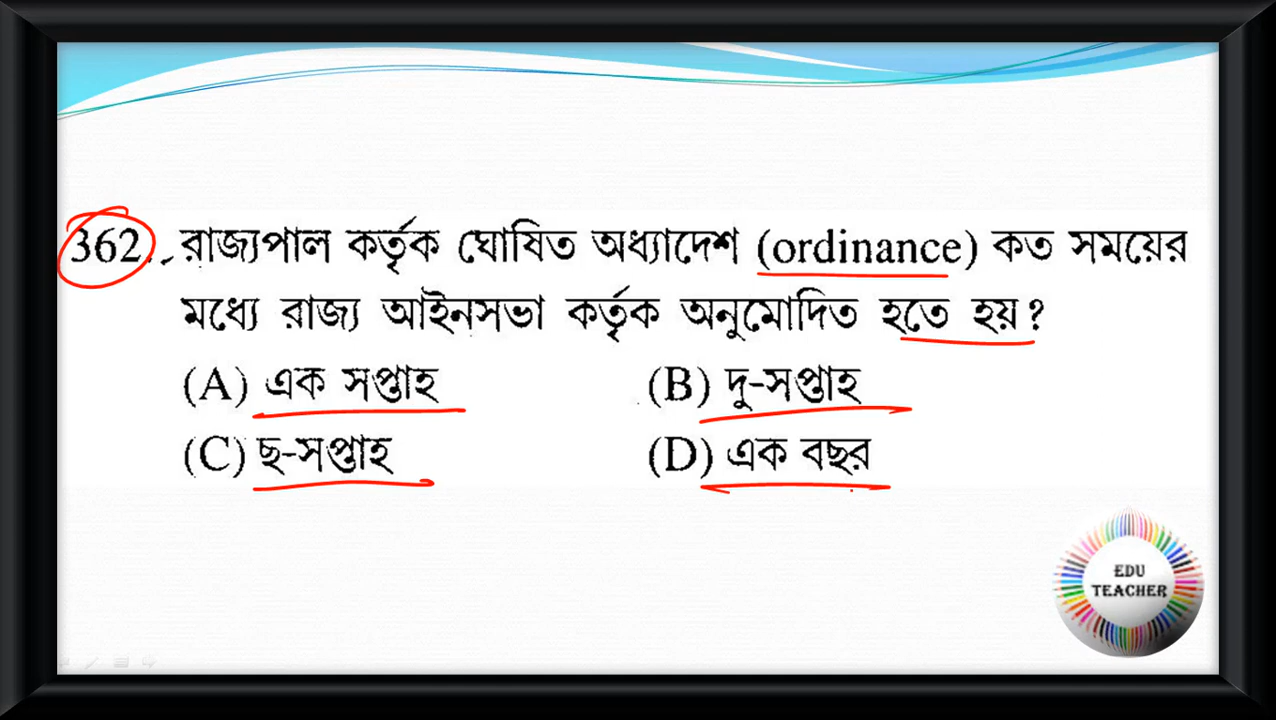 362. রাজ্যপাল কর্তৃক ঘোষিত অধ্যাদেশ (ordinance) কত সময়ের
মধ্যে রাজ্য আইনসভা কর্তৃক অনুমোদিত হতে হয় ?
(A) এক সপ্তাহ (B) দু-সপ্তাহ
(C) ছ-সপ্তাহ (D) এক বছর
EDU
TEACHER